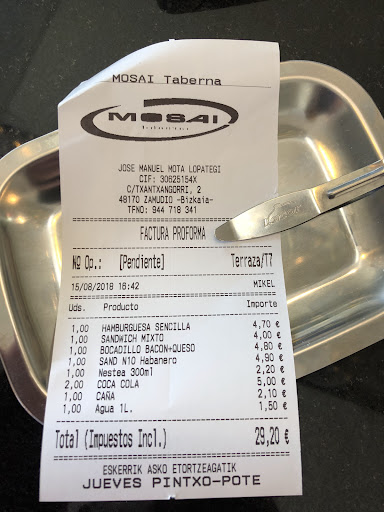 MOSAI Taberna
MOSAI
taberna
JOSE MANUEL MOTA LOPATEGI
CIF: 30625154X
C/TXANTXANGORRI, 2
48170 ZAMUDIO -Bizkaia-
TFNO: 944 718 341
FACTURA PROFORMA
Nº Op.: [Pendiente] Terraza/T7
15/08/2018 16:42 MIKEL
Uds. Producto Importe
1,00 HAMBURGUESA SENCILLA 4,70 €
1,00 SANDWICH MIXTO 4,00 €
1,00 BOCADILLO BACON+QUESO 4,80 €
1,00 SAND N10 Habanero 4,90 €
1,00 Nestea 300ml 2,20 €
2,00 COCA COLA 5,00 €
1,00 CAÑA 2,10 €
1,00 Agua 1L. 1,50 €
Total (Impuestos Incl.) 29,20 €
ESKERRIK ASKO ETORTZEAGATIK
JUEVES PINTXO-POTE